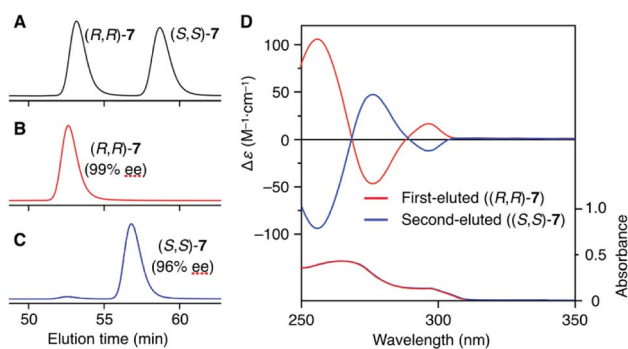 A
(R,R)-7
(S,S)-7
B
(R,R)-7
(99% ee)
C
(S,S)-7
(96% ee)
50
55
60
Elution time (min)
D
100
50
0
−50
−100
Δε (M⁻¹·cm⁻¹)
First-eluted ((R,R)-7)
Second-eluted ((S,S)-7)
1.0
0.5
0
Absorbance
250
300
350
Wavelength (nm)